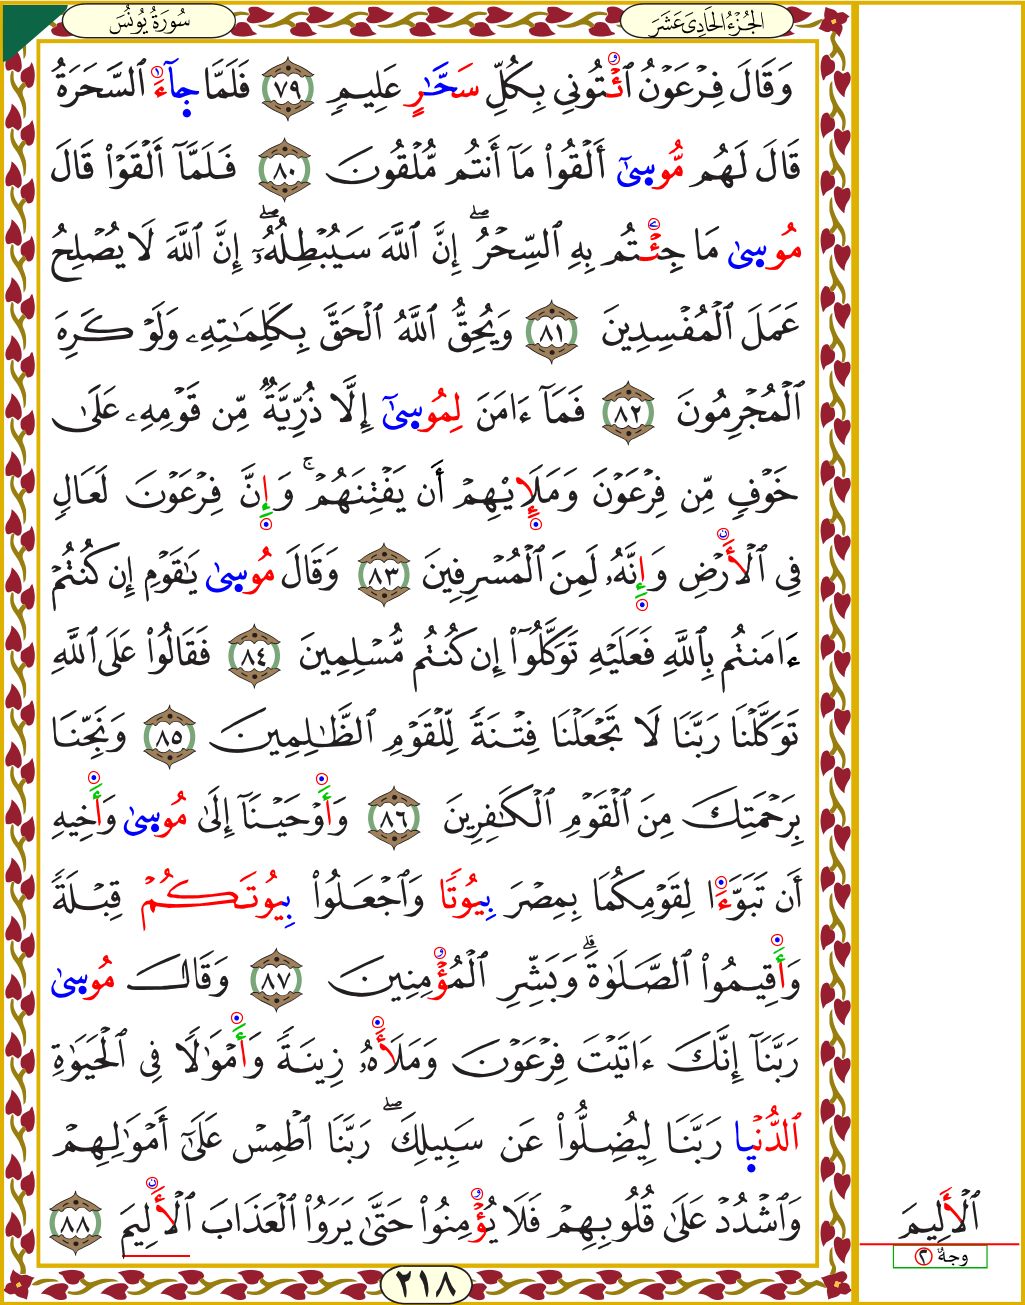 سُورَةُ يُونُسَ
الجُزْءُ الحَادِيَ عَشَرَ
وَقَالَ فِرْعَوْنُ ٱئْتُونِي بِكُلِّ سَحَّٰرٍ عَلِيمٖ ٧٩ فَلَمَّا جَآءَ ٱلسَّحَرَةُ
قَالَ لَهُم مُّوسَىٰٓ أَلْقُوا۟ مَآ أَنتُم مُّلْقُونَ ٨٠ فَلَمَّآ أَلْقَوْا۟ قَالَ
مُوسَىٰ مَا جِئْتُم بِهِ ٱلسِّحْرُۖ إِنَّ ٱللَّهَ سَيُبْطِلُهُۥٓۖ إِنَّ ٱللَّهَ لَا يُصْلِحُ
عَمَلَ ٱلْمُفْسِدِينَ ٨١ وَيُحِقُّ ٱللَّهُ ٱلْحَقَّ بِكَلِمَٰتِهِۦ وَلَوْ كَرِهَ
ٱلْمُجْرِمُونَ ٨٢ فَمَآ ءَامَنَ لِمُوسَىٰٓ إِلَّا ذُرِّيَّةٌ مِّن قَوْمِهِۦ عَلَىٰ
خَوْفٍ مِّن فِرْعَوْنَ وَمَلَإِيْهِمْ أَن يَفْتِنَهُمْۚ وَإِنَّ فِرْعَوْنَ لَعَالٍ
فِي ٱلْأَرْضِ وَإِنَّهُۥ لَمِنَ ٱلْمُسْرِفِينَ ٨٣ وَقَالَ مُوسَىٰ يَٰقَوْمِ إِن كُنتُمْ
ءَامَنتُم بِٱللَّهِ فَعَلَيْهِ تَوَكَّلُوٓا۟ إِن كُنتُم مُّسْلِمِينَ ٨٤ فَقَالُوا۟ عَلَى ٱللَّهِ
تَوَكَّلْنَا رَبَّنَا لَا تَجْعَلْنَا فِتْنَةً لِّلْقَوْمِ ٱلظَّٰلِمِينَ ٨٥ وَنَجِّنَا
بِرَحْمَتِكَ مِنَ ٱلْقَوْمِ ٱلْكَٰفِرِينَ ٨٦ وَأَوْحَيْنَآ إِلَىٰ مُوسَىٰ وَأَخِيهِ
أَن تَبَوَّءَا لِقَوْمِكُمَا بِمِصْرَ بِيُوتًا وَٱجْعَلُوا۟ بِيُوتَكُمْ قِبْلَةً
وَأَقِيمُوا۟ ٱلصَّلَوٰةَۗ وَبَشِّرِ ٱلْمُؤْمِنِينَ ٨٧ وَقَالَ مُوسَىٰ
رَبَّنَآ إِنَّكَ ءَاتَيْتَ فِرْعَوْنَ وَمَلَأَهُۥ زِينَةً وَأَمْوَٰلًا فِي ٱلْحَيَوٰةِ
ٱلدُّنْيَا رَبَّنَا لِيُضِلُّوا۟ عَن سَبِيلِكَۖ رَبَّنَا ٱطْمِسْ عَلَىٰٓ أَمْوَٰلِهِمْ
وَٱشْدُدْ عَلَىٰ قُلُوبِهِمْ فَلَا يُؤْمِنُوا۟ حَتَّىٰ يَرَوُا۟ ٱلْعَذَابَ ٱلْأَلِيمَ ٨٨
ٱلْأَلِيمَ
وجهٌ ٢
٢١٨